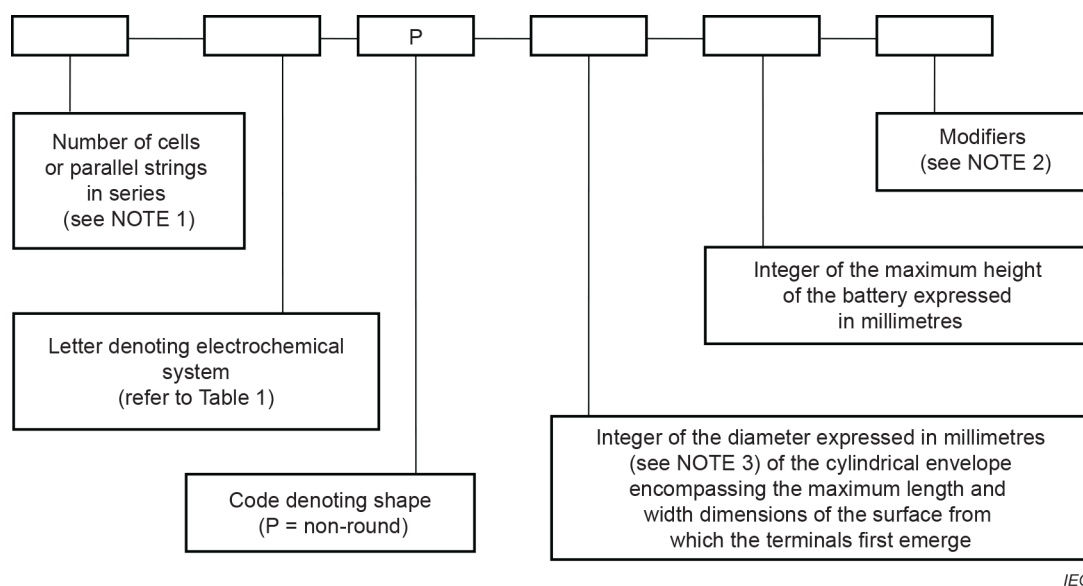 P
Number of cells
or parallel strings
in series
(see NOTE 1)
Modifiers
(see NOTE 2)
Integer of the maximum height
of the battery expressed
in millimetres
Letter denoting electrochemical
system
(refer to Table 1)
Integer of the diameter expressed in millimetres
(see NOTE 3) of the cylindrical envelope
encompassing the maximum length and
width dimensions of the surface from
which the terminals first emerge
Code denoting shape
(P = non-round)
IEC